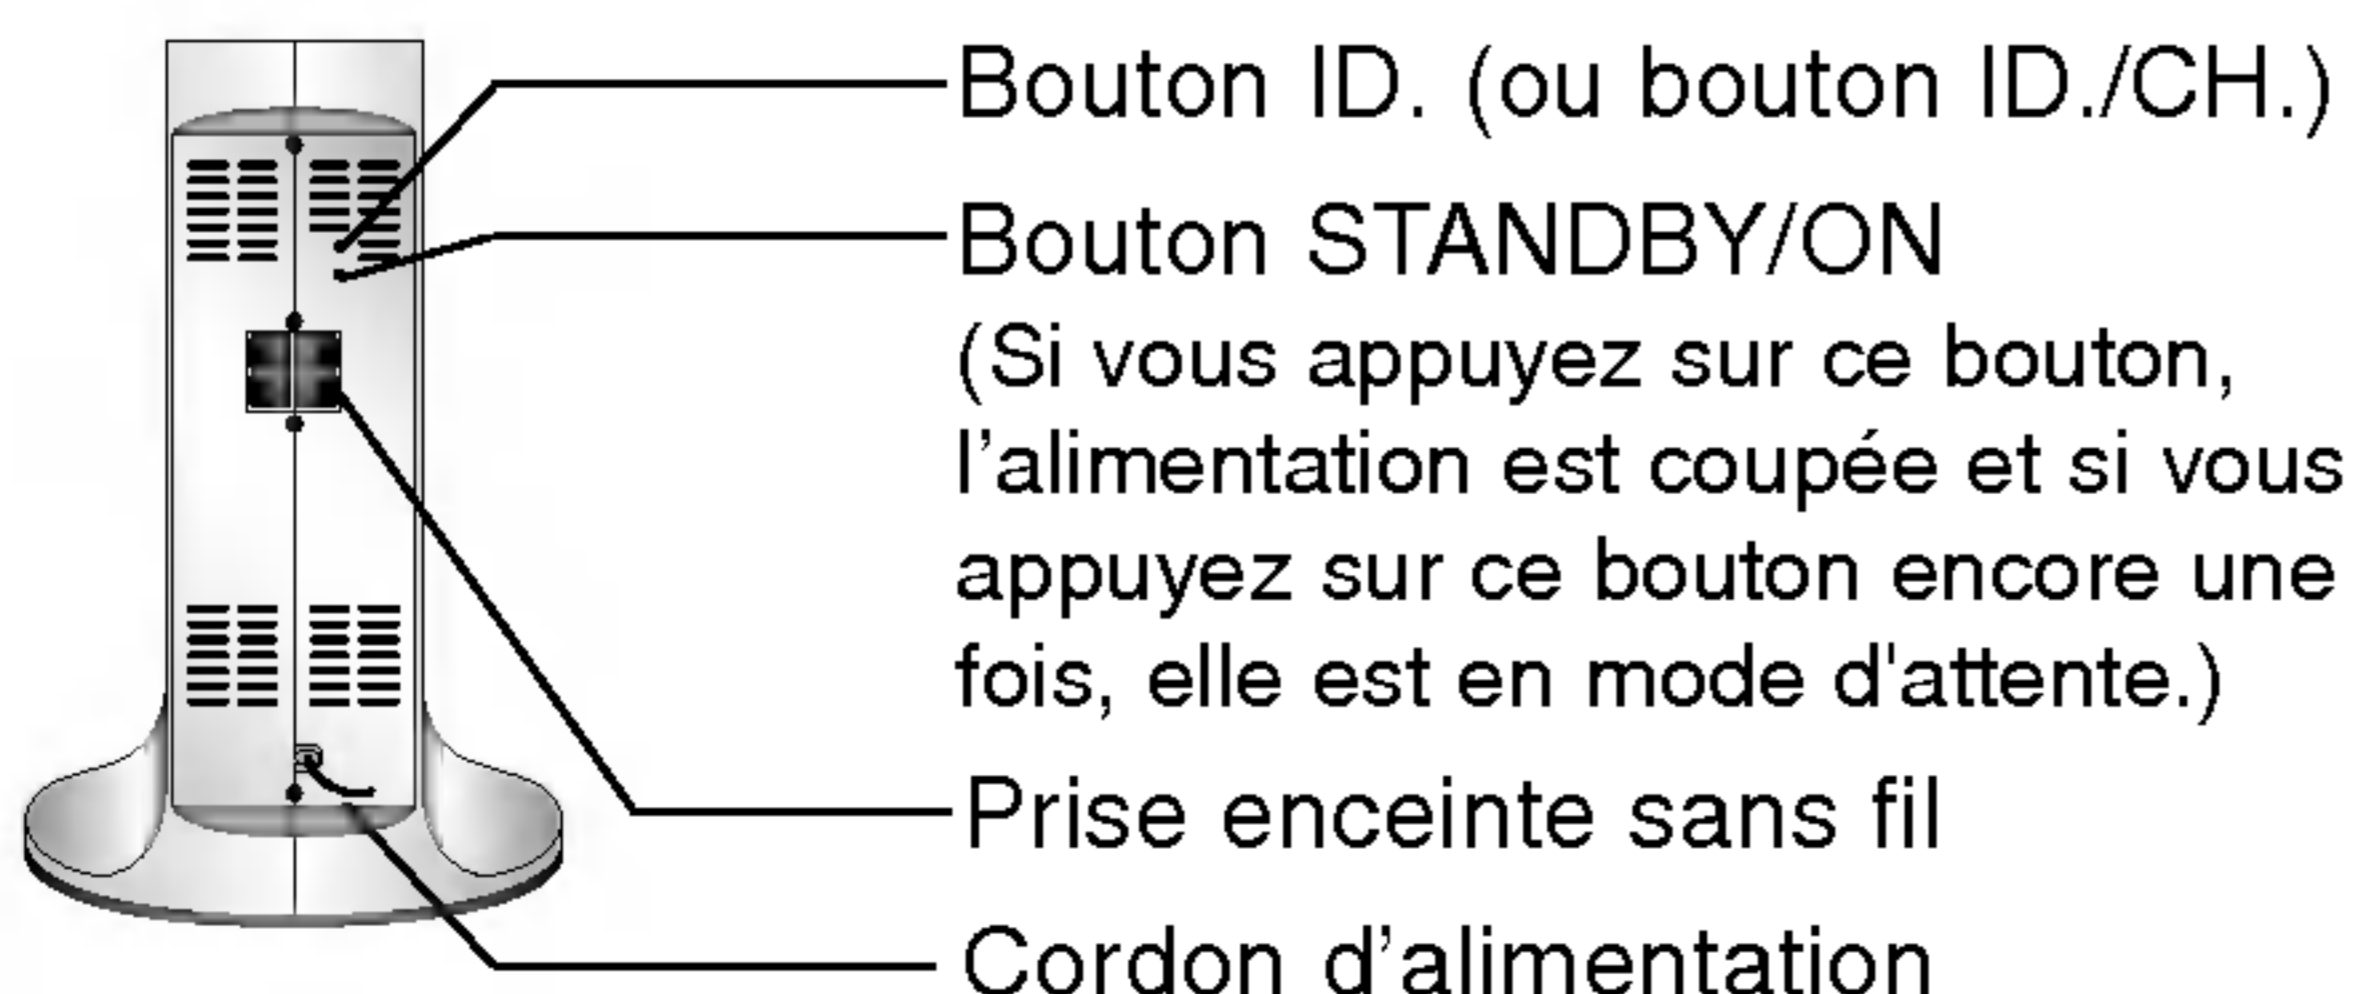 Bouton ID. (ou bouton ID./CH.)
Bouton STANDBY/ON
(Si vous appuyez sur ce bouton,
l’alimentation est coupée et si vous
appuyez sur ce bouton encore une
fois, elle est en mode d'attente.)
Prise enceinte sans fil
Cordon d’alimentation